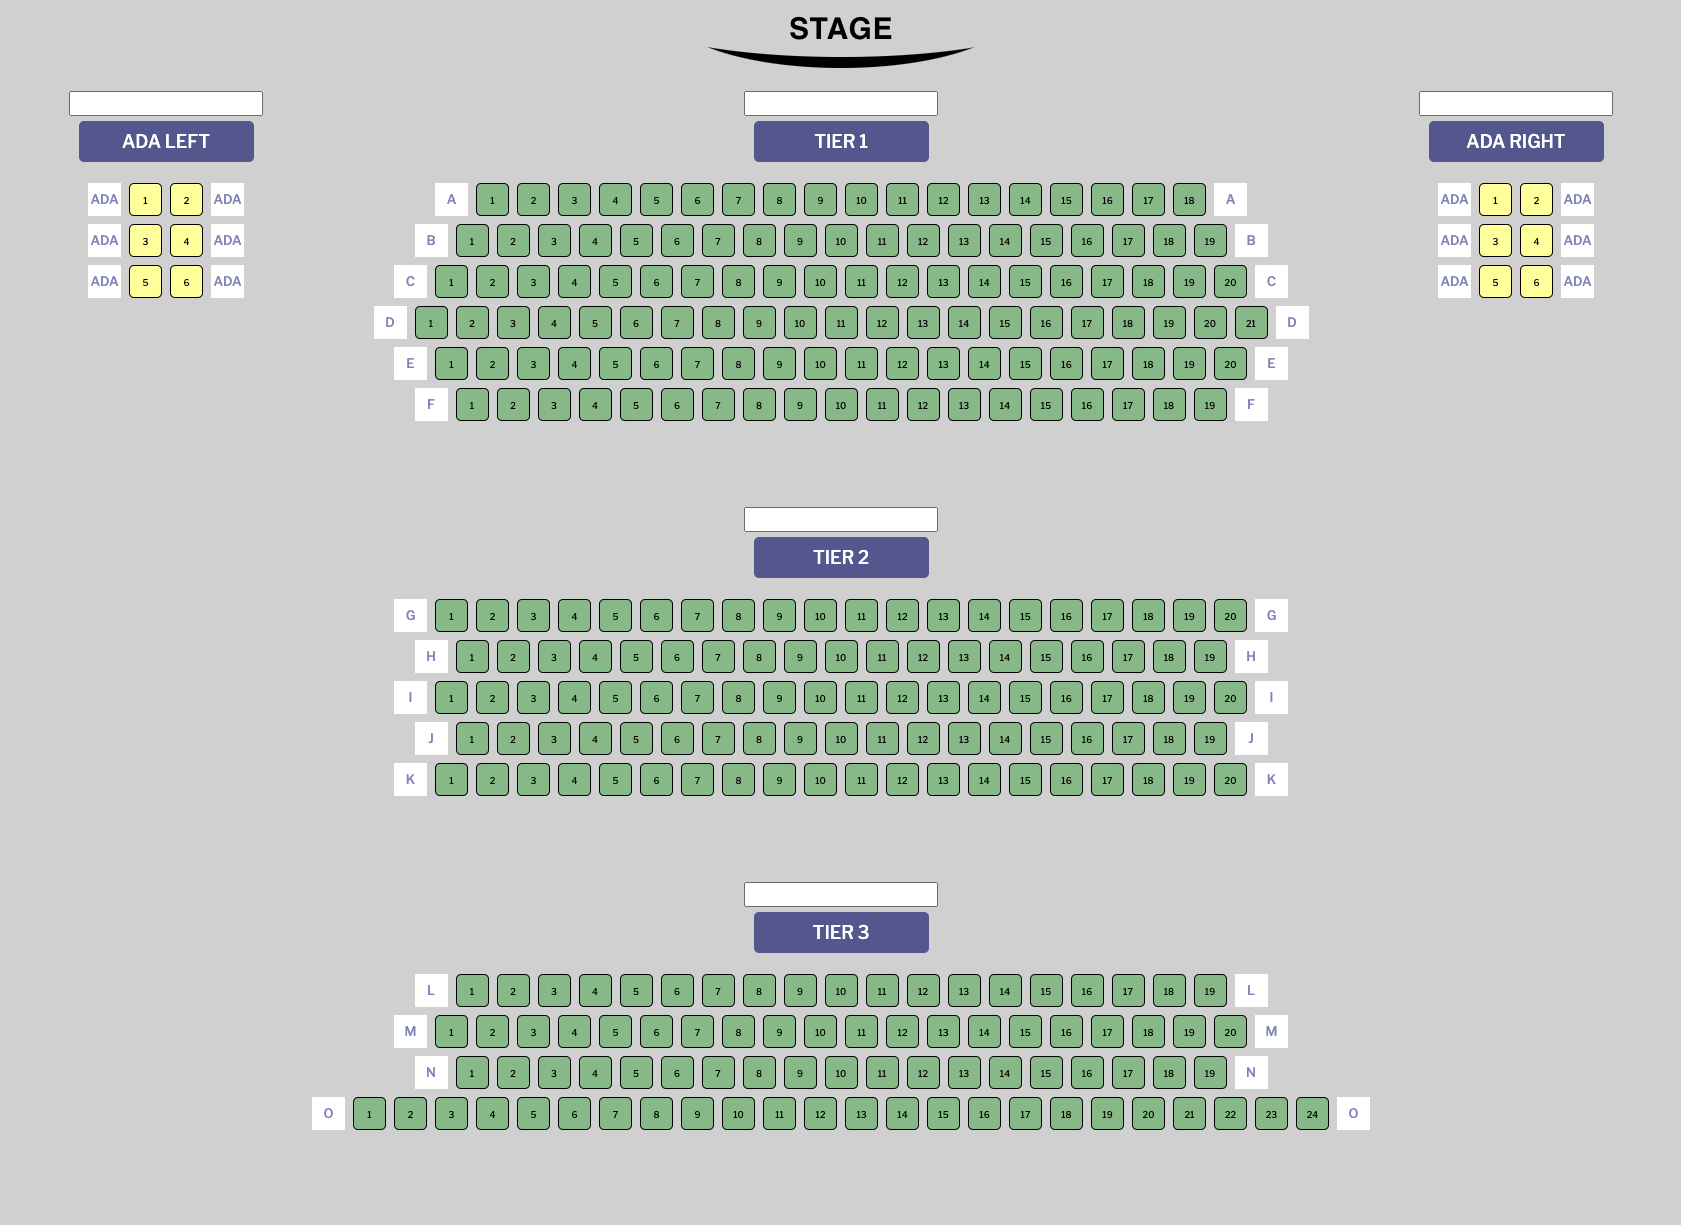 STAGE
ADA LEFT
ADA 1 2 ADA
ADA 3 4 ADA
ADA 5 6 ADA
TIER 1
A 1 2 3 4 5 6 7 8 9 10 11 12 13 14 15 16 17 18 A
B 1 2 3 4 5 6 7 8 9 10 11 12 13 14 15 16 17 18 19 B
C 1 2 3 4 5 6 7 8 9 10 11 12 13 14 15 16 17 18 19 20 C
D 1 2 3 4 5 6 7 8 9 10 11 12 13 14 15 16 17 18 19 20 21 D
E 1 2 3 4 5 6 7 8 9 10 11 12 13 14 15 16 17 18 19 20 E
F 1 2 3 4 5 6 7 8 9 10 11 12 13 14 15 16 17 18 19 F
ADA RIGHT
ADA 1 2 ADA
ADA 3 4 ADA
ADA 5 6 ADA
TIER 2
G 1 2 3 4 5 6 7 8 9 10 11 12 13 14 15 16 17 18 19 20 G
H 1 2 3 4 5 6 7 8 9 10 11 12 13 14 15 16 17 18 19 H
I 1 2 3 4 5 6 7 8 9 10 11 12 13 14 15 16 17 18 19 20 I
J 1 2 3 4 5 6 7 8 9 10 11 12 13 14 15 16 17 18 19 J
K 1 2 3 4 5 6 7 8 9 10 11 12 13 14 15 16 17 18 19 20 K
TIER 3
L 1 2 3 4 5 6 7 8 9 10 11 12 13 14 15 16 17 18 19 L
M 1 2 3 4 5 6 7 8 9 10 11 12 13 14 15 16 17 18 19 20 M
N 1 2 3 4 5 6 7 8 9 10 11 12 13 14 15 16 17 18 19 N
O 1 2 3 4 5 6 7 8 9 10 11 12 13 14 15 16 17 18 19 20 21 22 23 24 O